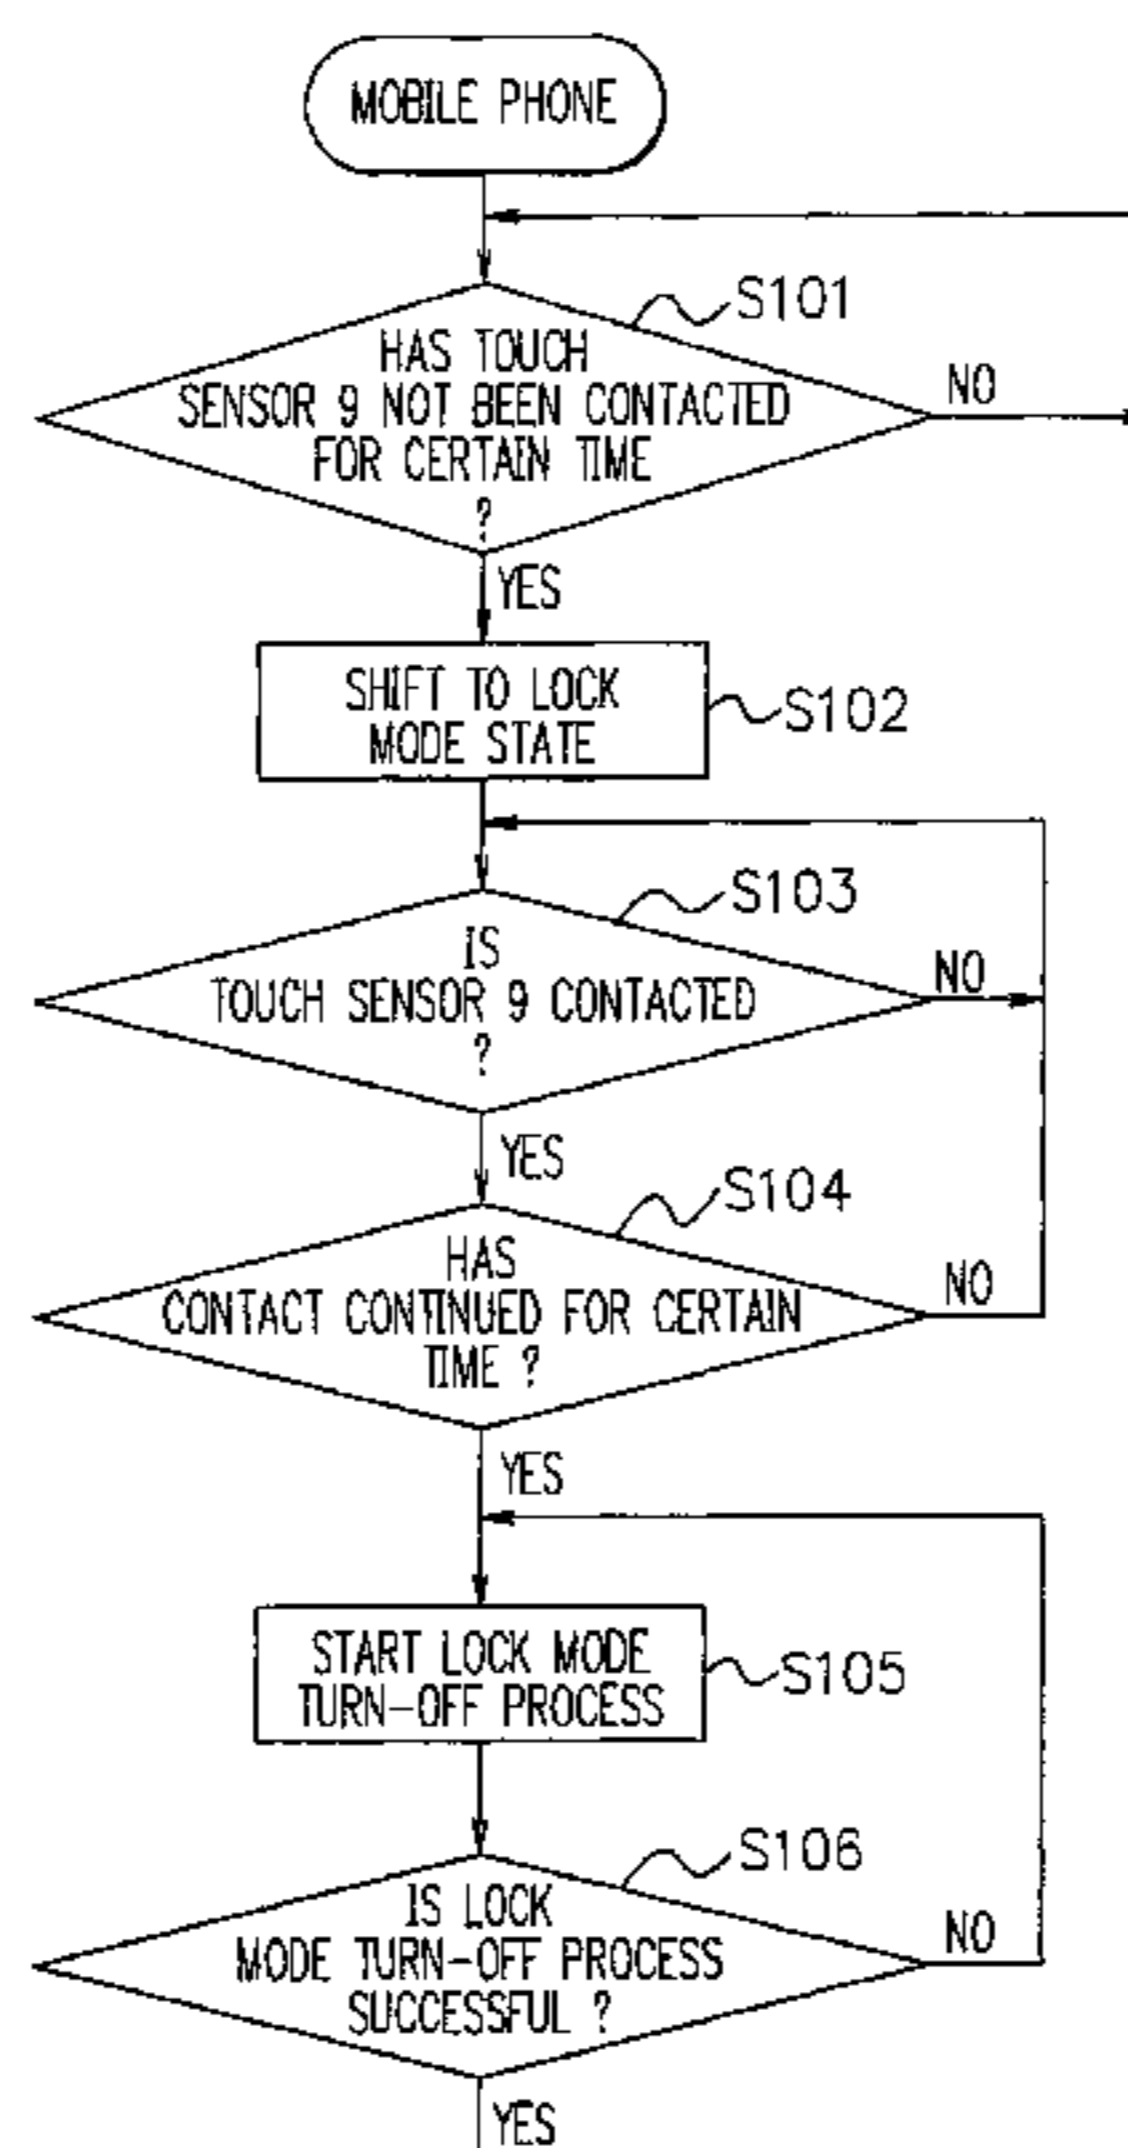 MOBILE PHONE
S101
HAS TOUCH
SENSOR 9 NOT BEEN CONTACTED
FOR CERTAIN TIME
?
NO
YES
SHIFT TO LOCK
MODE STATE
S102
S103
IS
TOUCH SENSOR 9 CONTACTED
?
NO
YES
S104
HAS
CONTACT CONTINUED FOR CERTAIN
TIME ?
NO
YES
START LOCK MODE
TURN-OFF PROCESS
S105
S106
IS LOCK
MODE TURN-OFF PROCESS
SUCCESSFUL ?
NO
YES